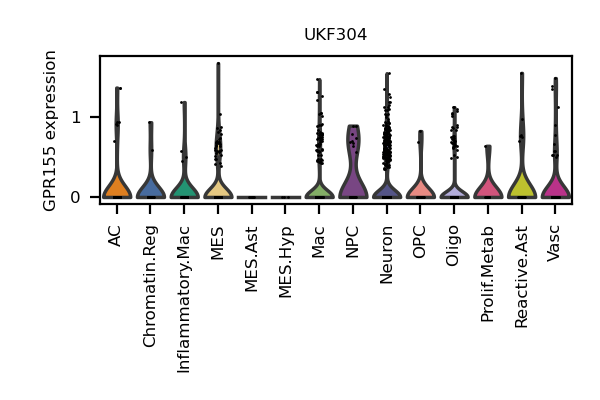 UKF304
GPR155 expression
1
0
AC
Chromatin.Reg
Inflammatory.Mac
MES
MES.Ast
MES.Hyp
Mac
NPC
Neuron
OPC
Oligo
Prolif.Metab
Reactive.Ast
Vasc